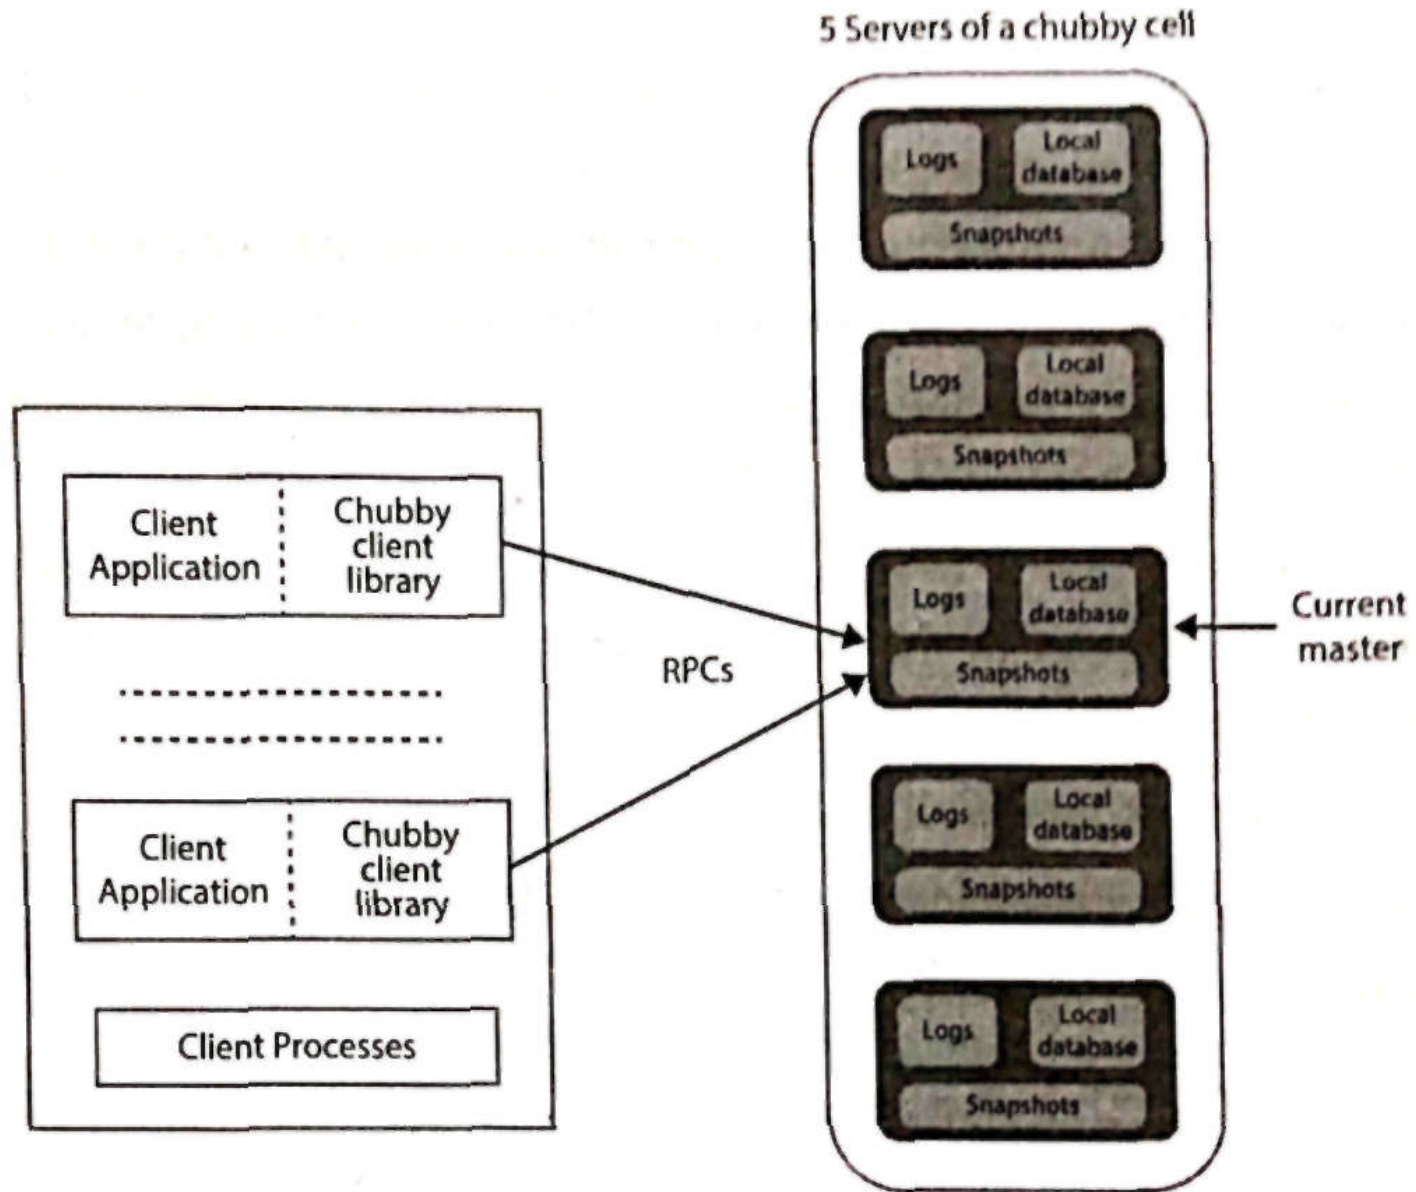 5 Servers of a chubby cell
Logs
Local
database
Snapshots
Logs
Local
database
Snapshots
Client
Application
Chubby
client
library
RPCs
Logs
Local
database
Snapshots
Current
master
Client
Application
Chubby
client
library
Logs
Local
database
Snapshots
Client Processes
Logs
Local
database
Snapshots